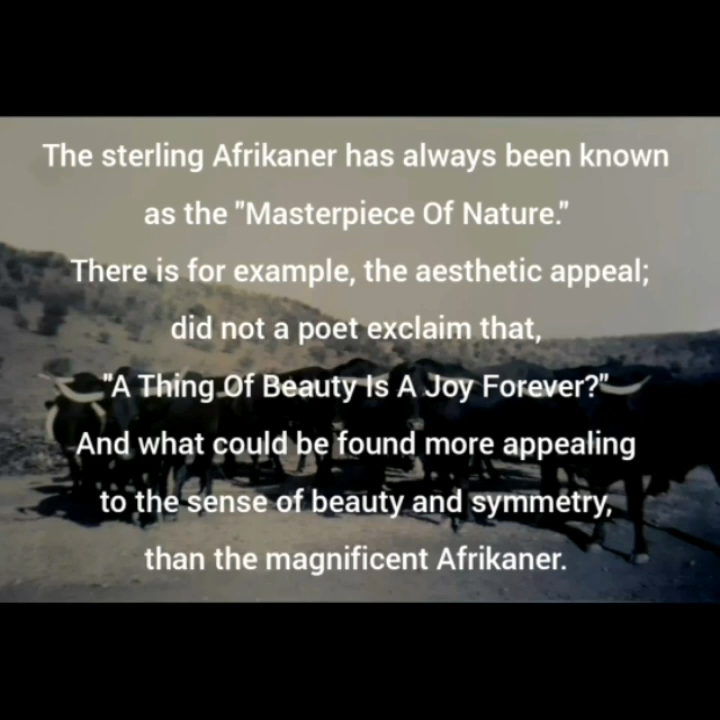 The sterling Afrikaner has always been known
as the "Masterpiece Of Nature."
There is for example, the aesthetic appeal;
did not a poet exclaim that,
"A Thing Of Beauty Is A Joy Forever?"
And what could be found more appealing
to the sense of beauty and symmetry,
than the magnificent Afrikaner.